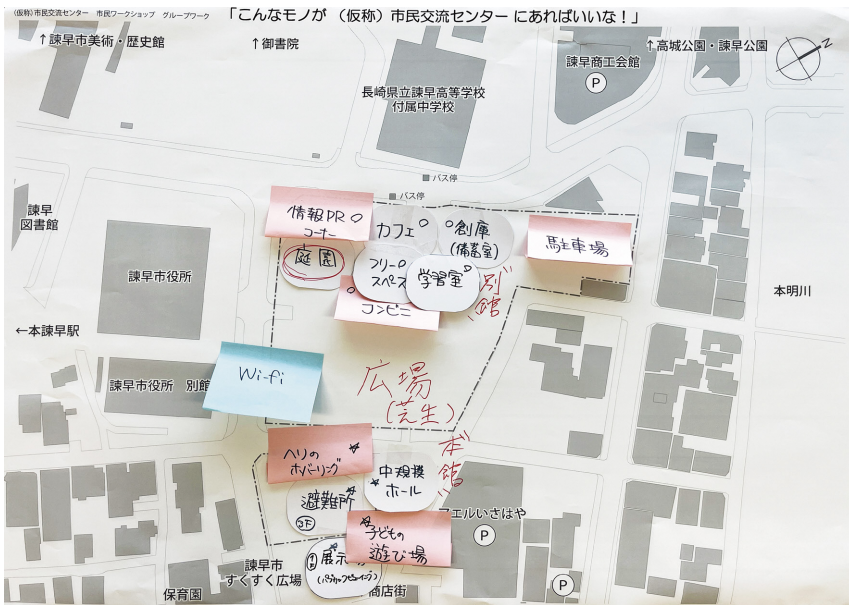 (仮称)市民交流センター 市民ワークショップ グループワーク
「こんなモノが (仮称)市民交流センター にあればいいな!」
↑諫早市美術・歴史館
↑御書院
↑高城公園・諫早公園
N
諫早商工会館
P
長崎県立諫早高等学校
付属中学校
バス停
バス停
諫早
図書館
情報PR
コーナー
カフェ
倉庫
(備蓄室)
駐車場
庭園
フリー
スペース
学習室
別館
コンビニ
諫早市役所
本明川
←本諫早駅
諫早市役所 別館
Wi-fi
広場
(芝生)
本館
ヘリの
ホバーリング
中規模
ホール
避難所
3F
アエルいさはや
P
子どもの
遊び場
諫早市
すくすく広場
展示
保育園
商店街
P